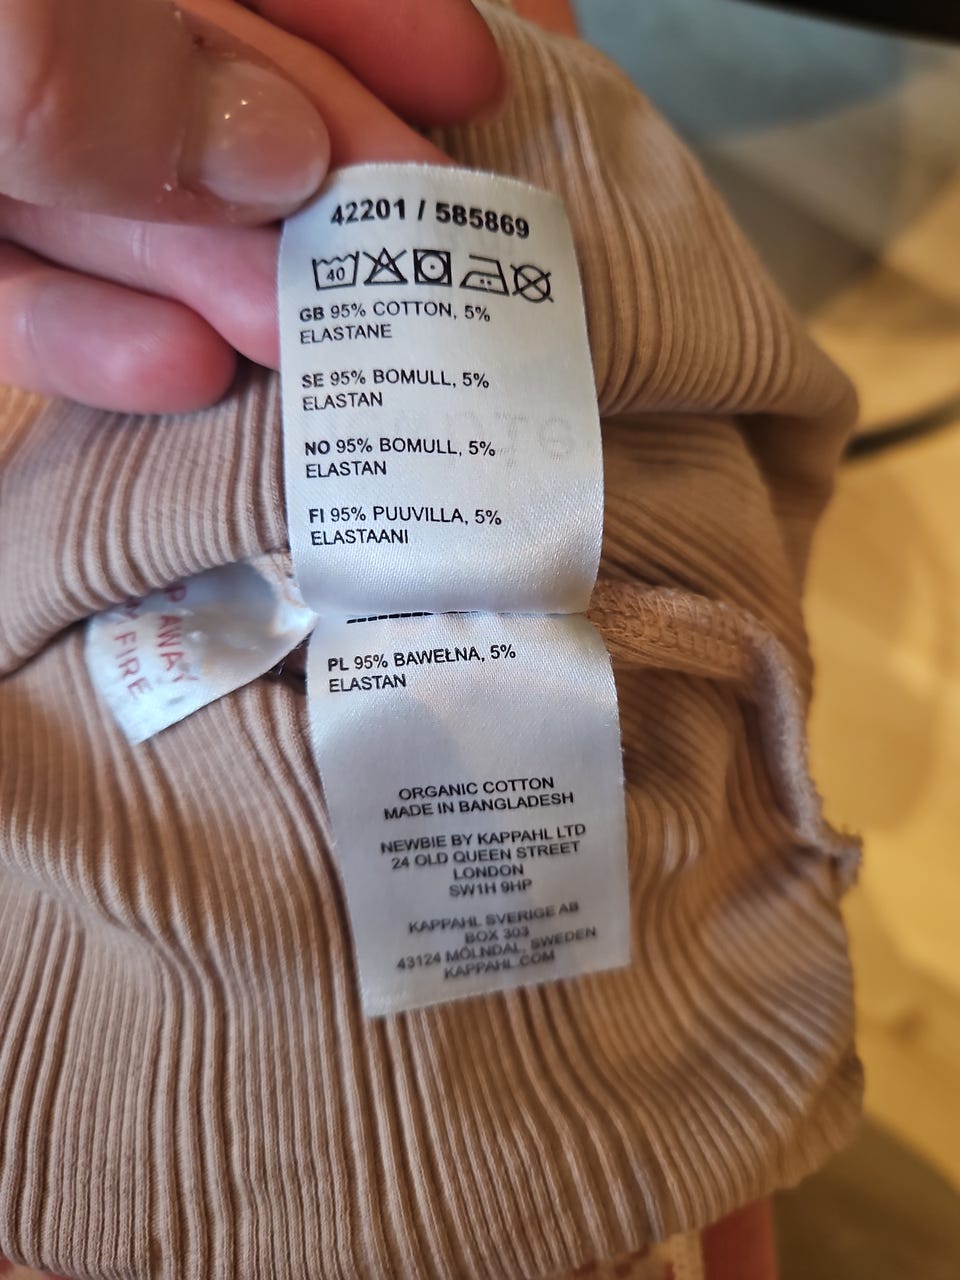 42201 / 585869
40
GB 95% COTTON, 5%
ELASTANE
SE 95% BOMULL, 5%
ELASTAN
NO 95% BOMULL, 5%
ELASTAN
FI 95% PUUVILLA, 5%
ELASTAANI
PL 95% BAWEŁNA, 5%
ELASTAN
ORGANIC COTTON
MADE IN BANGLADESH
NEWBIE BY KAPPAHL LTD
24 OLD QUEEN STREET
LONDON
SW1H 9HP
KAPPAHL SVERIGE AB
BOX 303
43124 MÖLNDAL, SWEDEN
KAPPAHL.COM
AWAY
FIRE